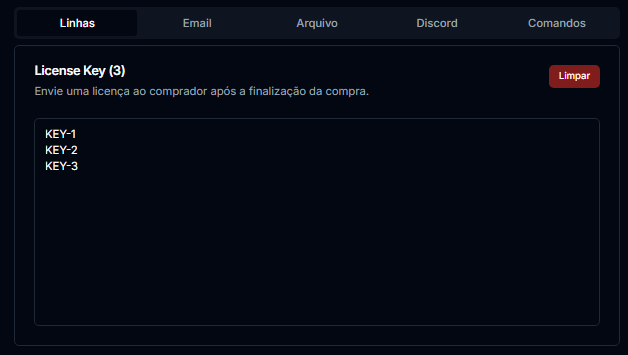 Linhas Email Arquivo Discord Comandos
License Key (3)
Limpar
Envie uma licença ao comprador após a finalização da compra.
KEY-1
KEY-2
KEY-3